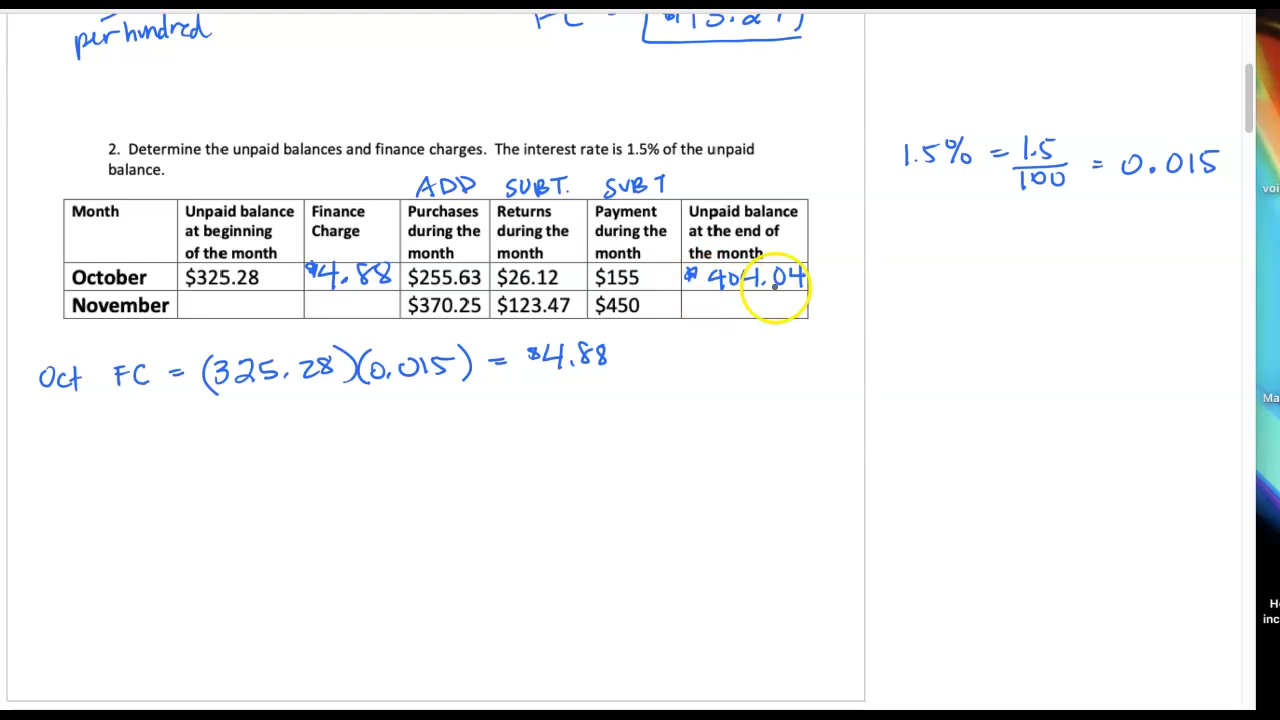 per hundred
FC =
2. Determine the unpaid balances and finance charges. The interest rate is 1.5% of the unpaid
balance.
1.5% = 1.5/100 = 0.015
ADD SUBT. SUBT
Month Unpaid balance at beginning of the month Finance Charge Purchases during the month Returns during the month Payment during the month Unpaid balance at the end of the month
October $325.28 $4.88 $255.63 $26.12 $155 $404.04
November $370.25 $123.47 $450
Oct FC = (325.28)(0.015) = $4.88
voi
Ma
inc